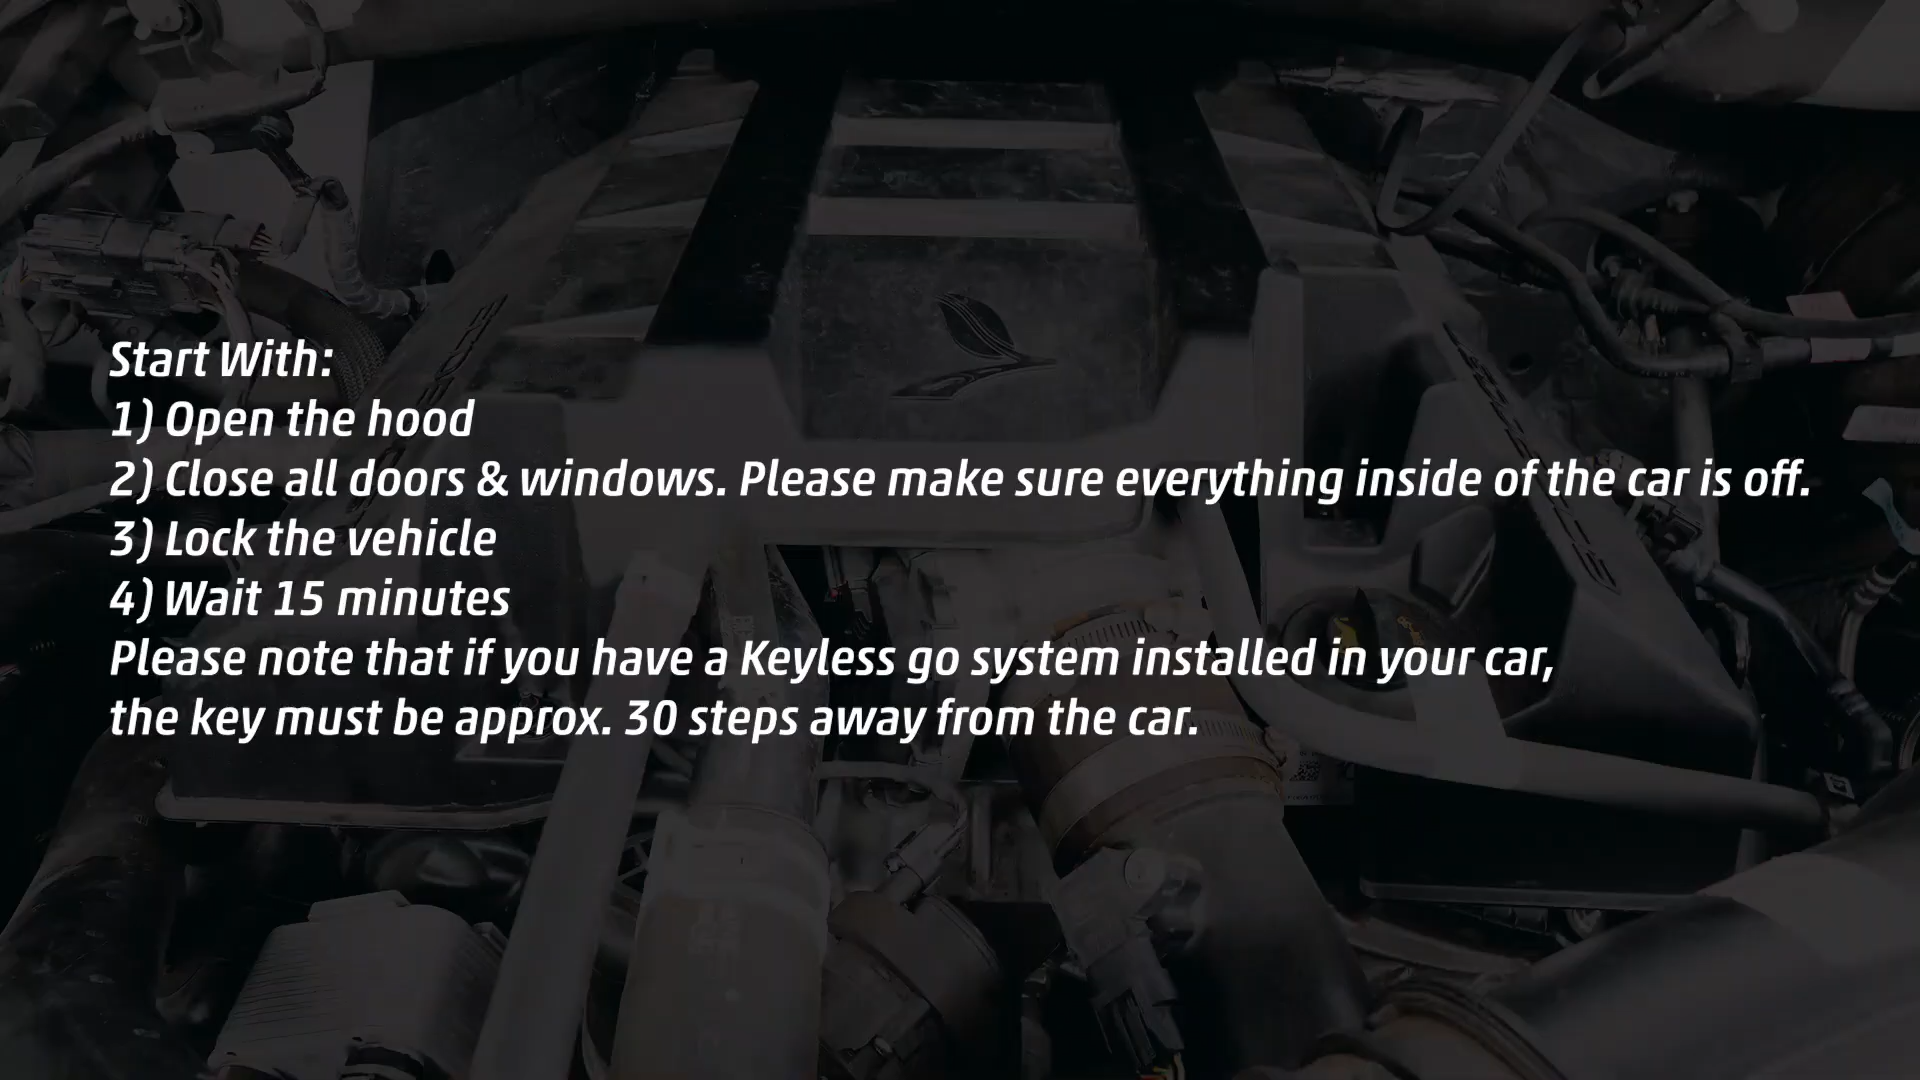 Start With:
1) Open the hood
2) Close all doors & windows. Please make sure everything inside of the car is off.
3) Lock the vehicle
4) Wait 15 minutes
Please note that if you have a Keyless go system installed in your car,
the key must be approx. 30 steps away from the car.